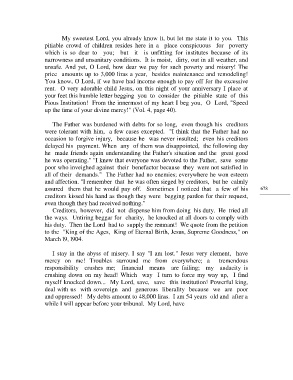 My sweetest Lord, you already know it, but let me state it to you. This
pitiable crowd of children resides here in a place conspicuous for poverty
which is so dear to you; but it is unfitting for institutes because of its
narrowness and unsanitary conditions. It is moist, dirty, out in all weather, and
unsafe. And yet, O Lord, how dear we pay for such poverty and misery! The
price amounts up to 3,000 liras a year, besides maintenance and remodeling!
You know, O Lord, if we have had income enough to pay off for the excessive
rent. O very adorable child Jesus, on this night of your anniversary I place at
your feet this humble letter begging you to consider the pitiable state of this
Pious Institution! From the innermost of my heart I beg you, O Lord, "Speed
up the time of your divine mercy!" (Vol. 4, page 40).
The Father was burdened with debts for so long, even though his creditors
were tolerant with him, a few cases excepted. "I think that the Father had no
occasion to forgive injury, because he was never resulted; even his creditors
delayed his payment. When any of them was disappointed, the following day
he made friends again understanding the Father's situation and the great good
he was operating." "I knew that everyone was devoted to the Father, save some
poor who inveighed against their benefactor because they were not satisfied in
all of their demands." The Father had no enemies; everywhere he won esteem
and affection. "I remember that he was often urged by creditors, but he calmly
assured them that he would pay off. Sometimes I noticed that a few of his
creditors kissed his hand as though they were begging pardon for their request,
even though they had received nothing."
Creditors, however, did not dispense him from doing his duty. He tried all
the ways. Untiring beggar for charity, he knocked at all doors to comply with
his duty. Then the Lord had to supply the remnant! We quote from the petition
to the "King of the Ages, King of Eternal Birth, Jesus, Supreme Goodness," on
March 19, 1904.
I stay in the abyss of misery. I say "I am lost." Jesus very element, have
mercy on me! Troubles surround me from everywhere; a tremendous
responsibility crushes me; financial means are failing; my audacity is
crushing down on my head! Which way I turn to force my way up, I find
myself knocked down... My Lord, save, save this institution! Powerful king,
deal with us with sovereign and generous liberality because we are poor
and oppressed! My debts amount to 48,000 liras. I am 54 years old and after a
while I will appear before your tribunal. My Lord, have